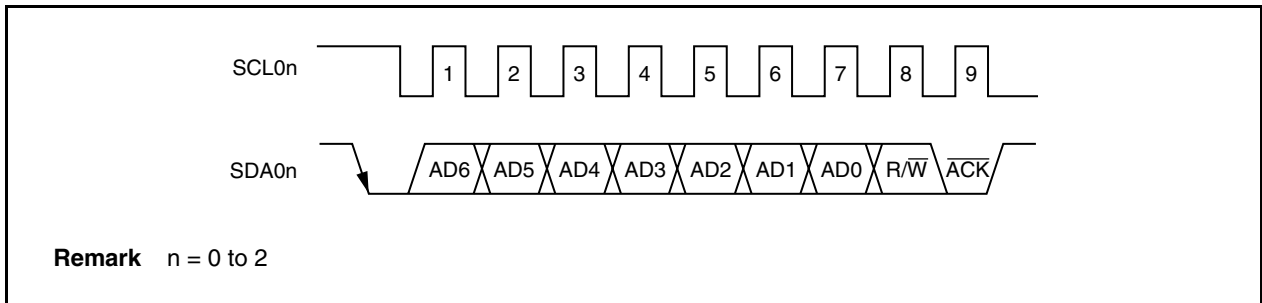 SCL0n 1 2 3 4 5 6 7 8 9
SDA0n AD6 AD5 AD4 AD3 AD2 AD1 AD0 R/W̅ A̅C̅K̅
Remark n = 0 to 2